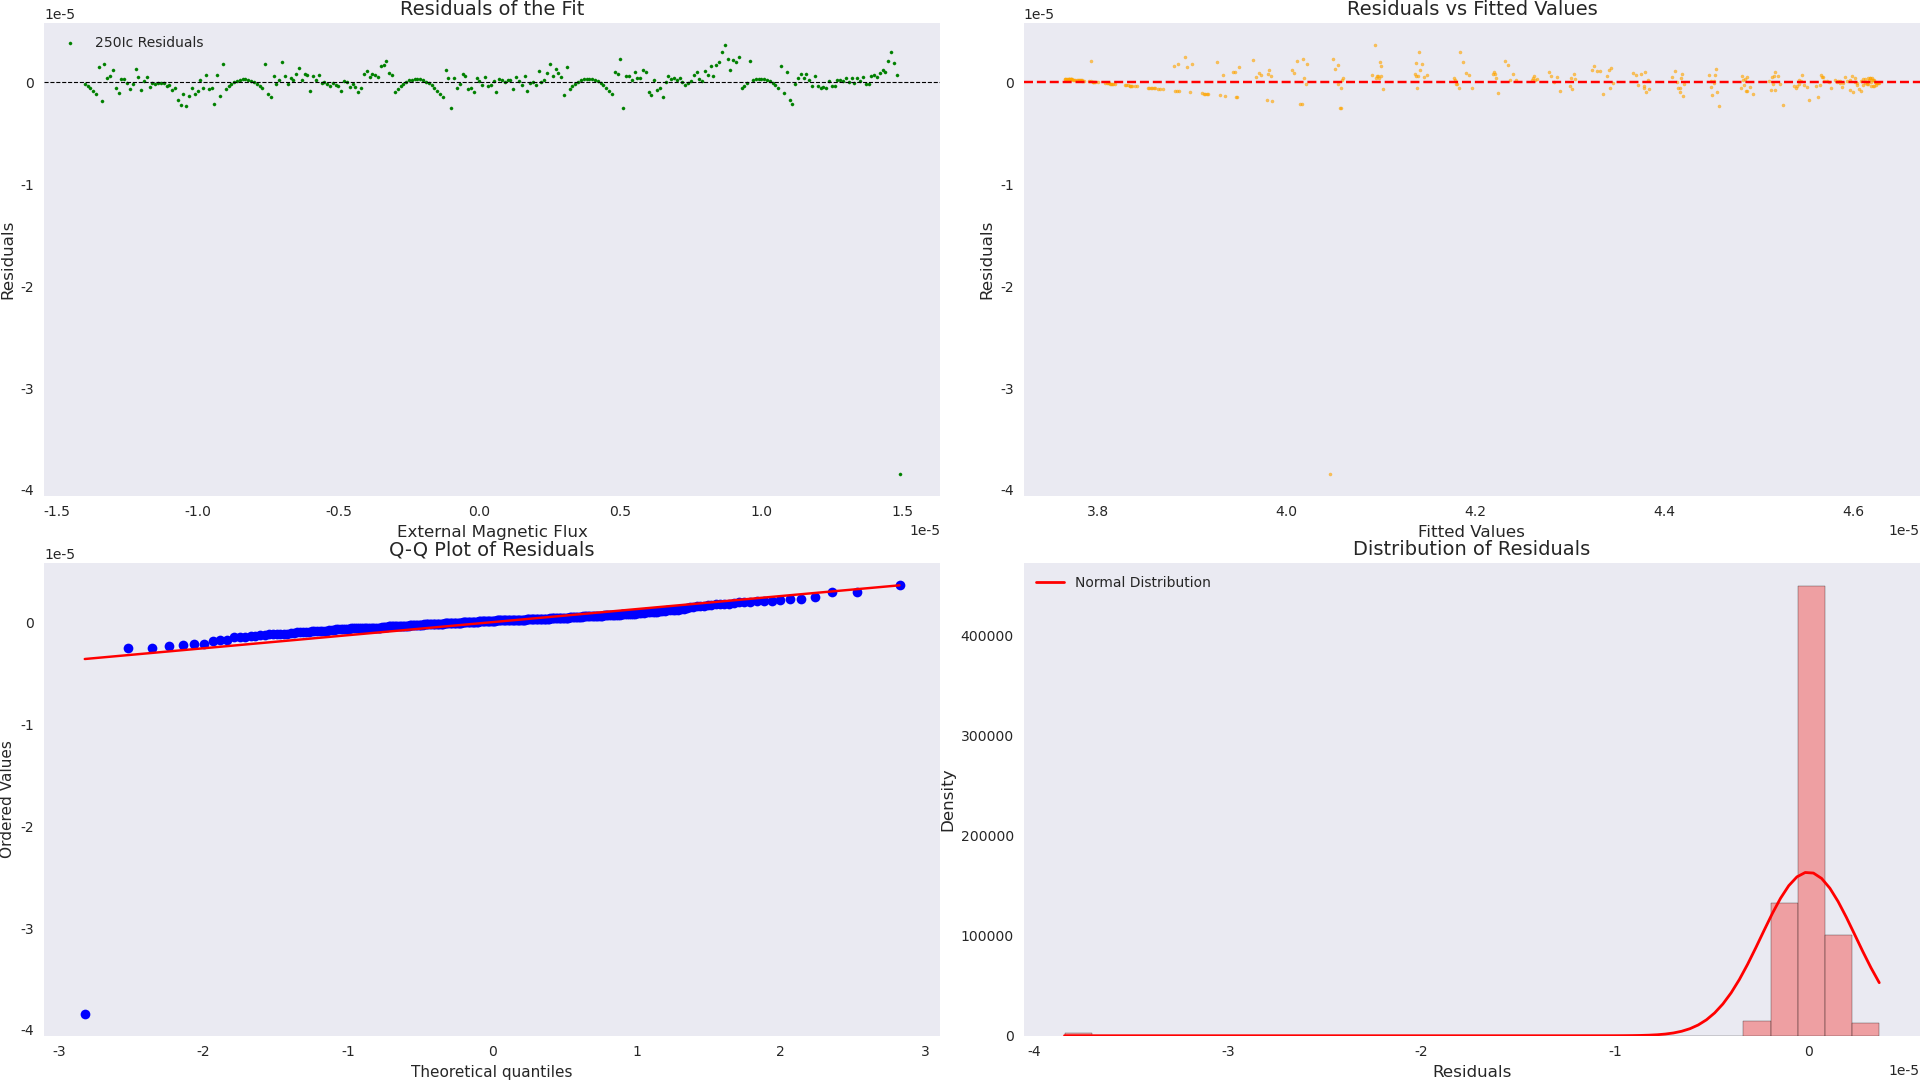 Residuals of the Fit
1e-5
250Ic Residuals
0
-1
-2
-3
-4
Residuals
-1.5 -1.0 -0.5 0.0 0.5 1.0 1.5
1e-5
External Magnetic Flux
Residuals vs Fitted Values
1e-5
0
-1
-2
-3
-4
Residuals
3.8 4.0 4.2 4.4 4.6
1e-5
Fitted Values
Q-Q Plot of Residuals
1e-5
0
-1
-2
-3
-4
Ordered Values
-3 -2 -1 0 1 2 3
Theoretical quantiles
Distribution of Residuals
Normal Distribution
400000
300000
200000
100000
0
Density
-4 -3 -2 -1 0
1e-5
Residuals